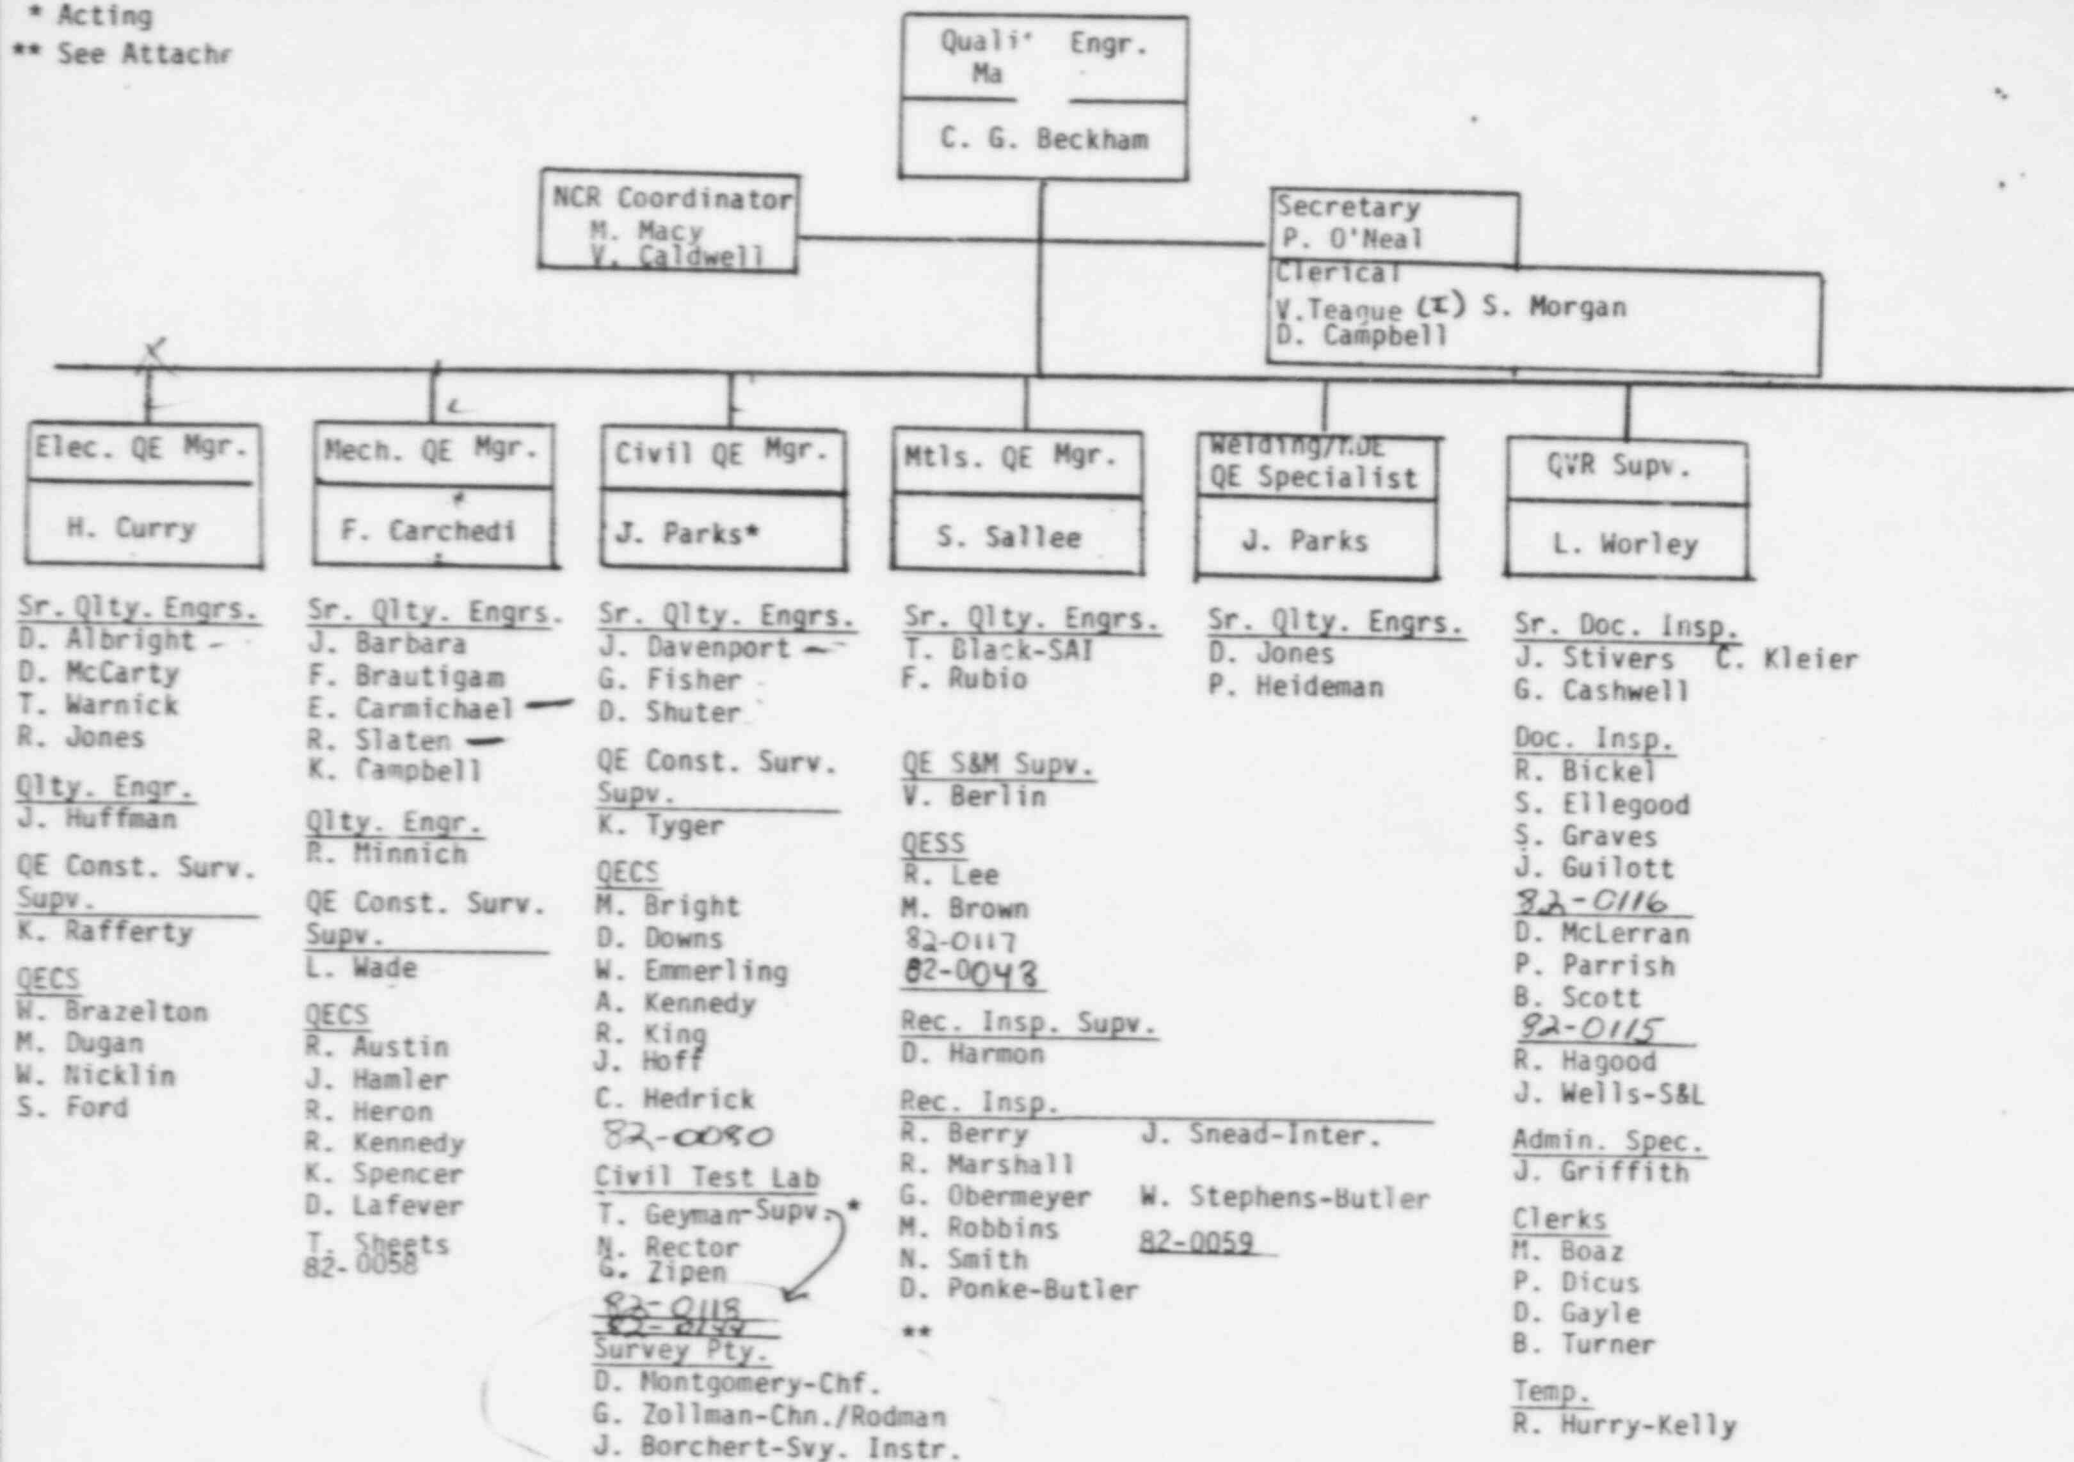 * Acting
** See Attach
Quali Engr.
Ma
C. G. Beckham
NCR Coordinator
M. Macy
V. Caldwell
Secretary
P. O'Neal
Clerical
V.Teague (I) S. Morgan
D. Campbell
Elec. QE Mgr.
H. Curry
Sr. Qlty. Engrs.
D. Albright
D. McCarty
T. Warnick
R. Jones
Qlty. Engr.
J. Huffman
QE Const. Surv.
Supv.
K. Rafferty
QECS
W. Brazelton
M. Dugan
W. Nicklin
S. Ford
Mech. QE Mgr.
F. Carchedi
Sr. Qlty. Engrs.
J. Barbara
F. Brautigam
E. Carmichael
R. Slaten
K. Campbell
Qlty. Engr.
R. Minnich
QE Const. Surv.
Supv.
L. Wade
QECS
R. Austin
J. Hamler
R. Heron
R. Kennedy
K. Spencer
D. Lafever
T. Sheets
82-0058
Civil QE Mgr.
J. Parks*
Sr. Qlty. Engrs.
J. Davenport
G. Fisher
D. Shuter
QE Const. Surv.
Supv.
K. Tyger
QECS
M. Bright
D. Downs
W. Emmerling
A. Kennedy
R. King
J. Hoff
C. Hedrick
82-0080
Civil Test Lab
T. Geyman-Supv. *
N. Rector
G. Zipen
Survey Pty.
D. Montgomery-Chf.
G. Zollman-Chn./Rodman
J. Borchert-Svy. Instr.
Mtls. QE Mgr.
S. Sallee
Sr. Qlty. Engrs.
T. Black-SAI
F. Rubio
QE S&M Supv.
V. Berlin
QESS
R. Lee
M. Brown
82-0117
82-0048
Rec. Insp. Supv.
D. Harmon
Rec. Insp.
R. Berry J. Snead-Inter.
R. Marshall
G. Obermeyer W. Stephens-Butler
M. Robbins
82-0059
N. Smith
D. Ponke-Butler
**
Welding/NDE
QE Specialist
J. Parks
Sr. Qlty. Engrs.
D. Jones
P. Heideman
QVR Supv.
L. Worley
Sr. Doc. Insp.
J. Stivers C. Kleier
G. Cashwell
Doc. Insp.
R. Bickel
S. Ellegood
S. Graves
J. Guilott
82-0116
D. McLerran
P. Parrish
B. Scott
82-0115
R. Hagood
J. Wells-S&L
Admin. Spec.
J. Griffith
Clerks
M. Boaz
P. Dicus
D. Gayle
B. Turner
Temp.
R. Hurry-Kelly